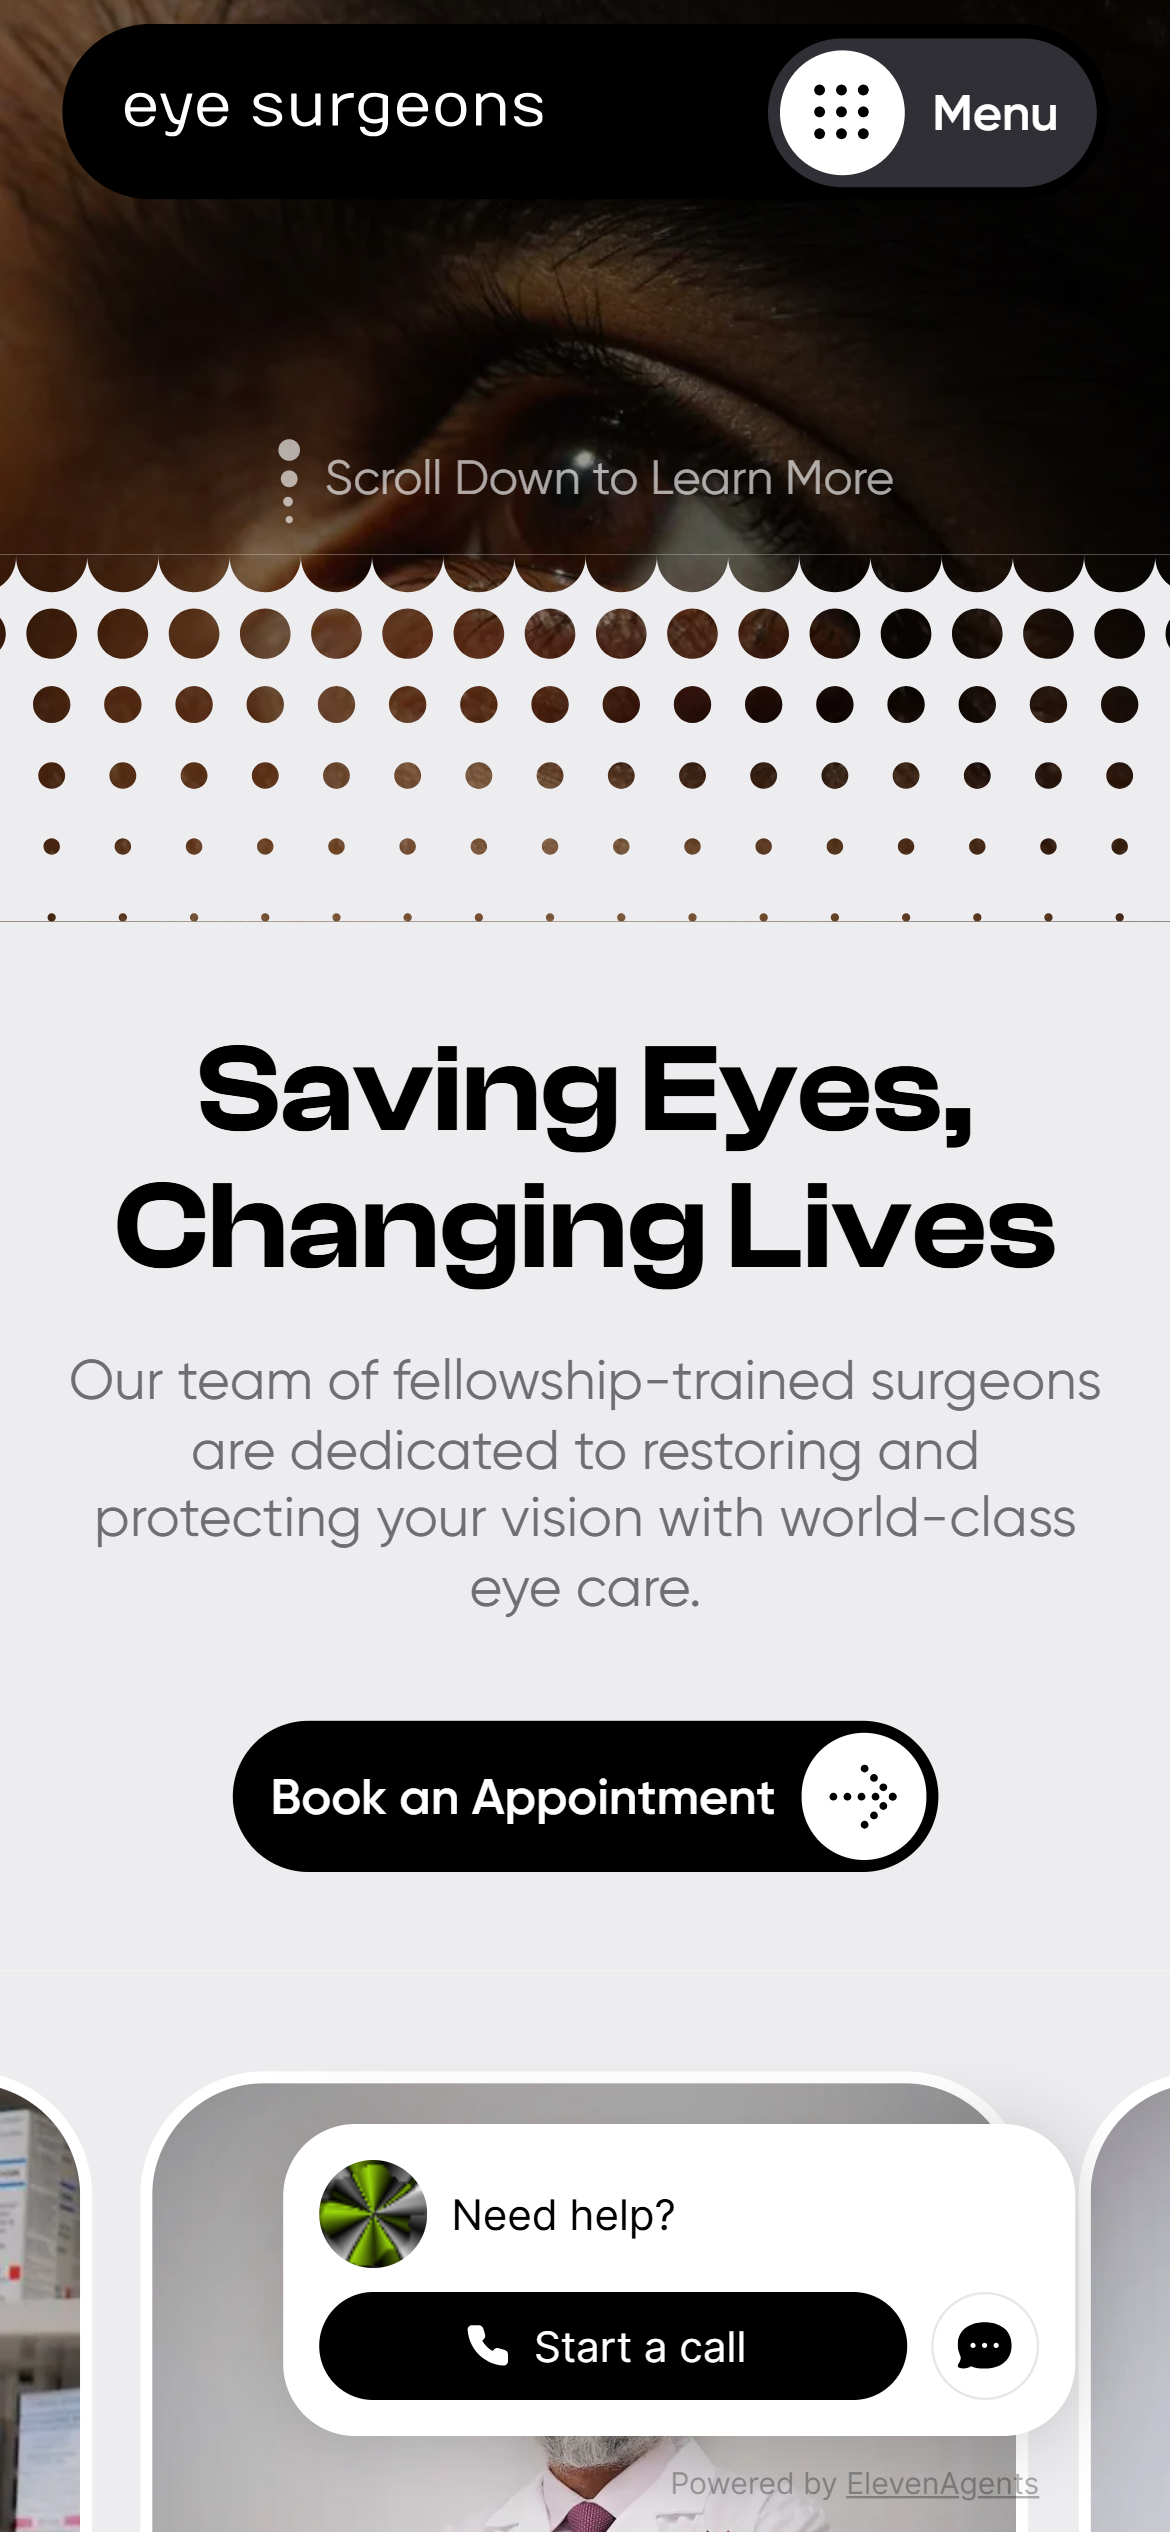 eye surgeons
Menu
Scroll Down to Learn More
Saving Eyes,
Changing Lives
Our team of fellowship-trained surgeons
are dedicated to restoring and
protecting your vision with world-class
eye care.
Book an Appointment
Need help?
Start a call
Powered by ElevenAgents